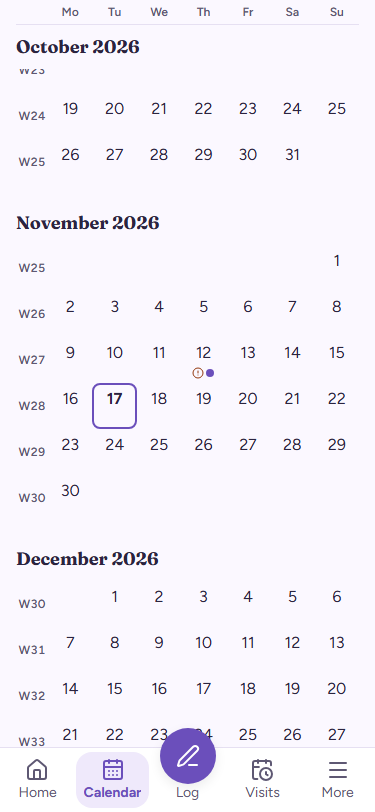 Mo Tu We Th Fr Sa Su
October 2026
W23
W24 19 20 21 22 23 24 25
W25 26 27 28 29 30 31
November 2026
W25 1
W26 2 3 4 5 6 7 8
W27 9 10 11 12 13 14 15
W28 16 17 18 19 20 21 22
W29 23 24 25 26 27 28 29
W30 30
December 2026
W30 1 2 3 4 5 6
W31 7 8 9 10 11 12 13
W32 14 15 16 17 18 19 20
W33 21 22 23 24 25 26 27
Home Calendar Log Visits More